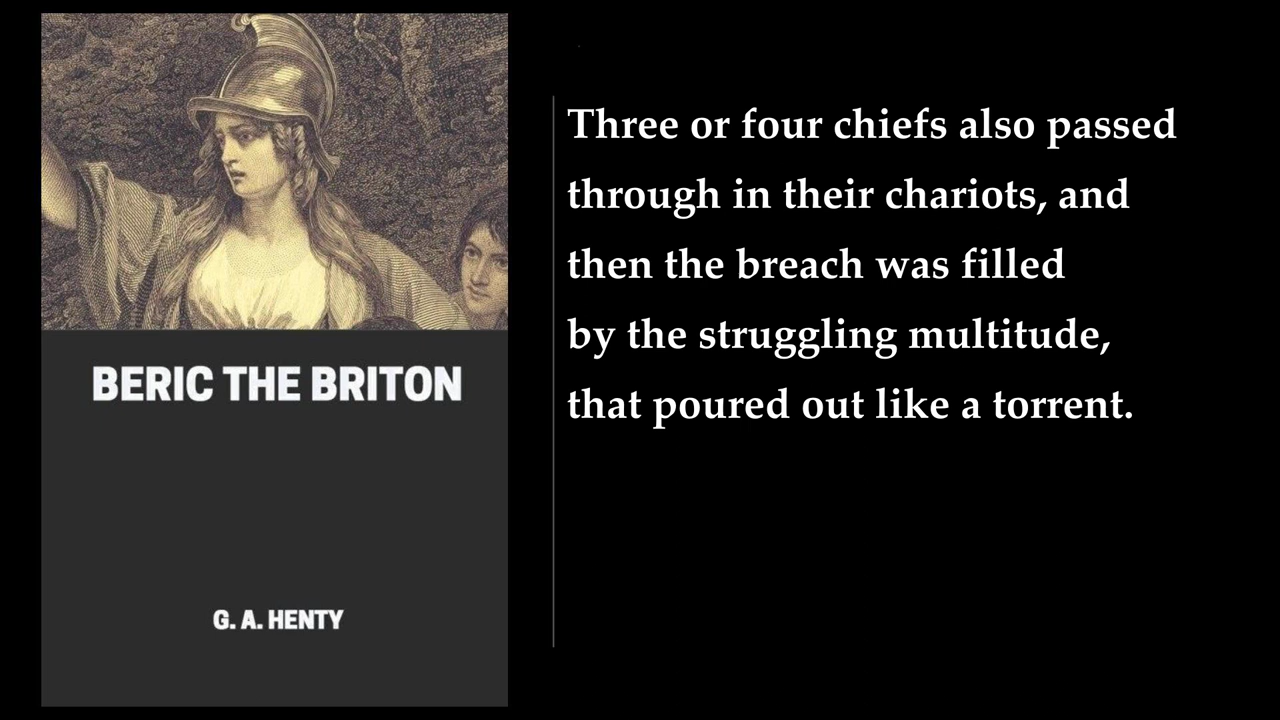 BERIC THE BRITON
G. A. HENTY
Three or four chiefs also passed
through in their chariots, and
then the breach was filled
by the struggling multitude,
that poured out like a torrent.